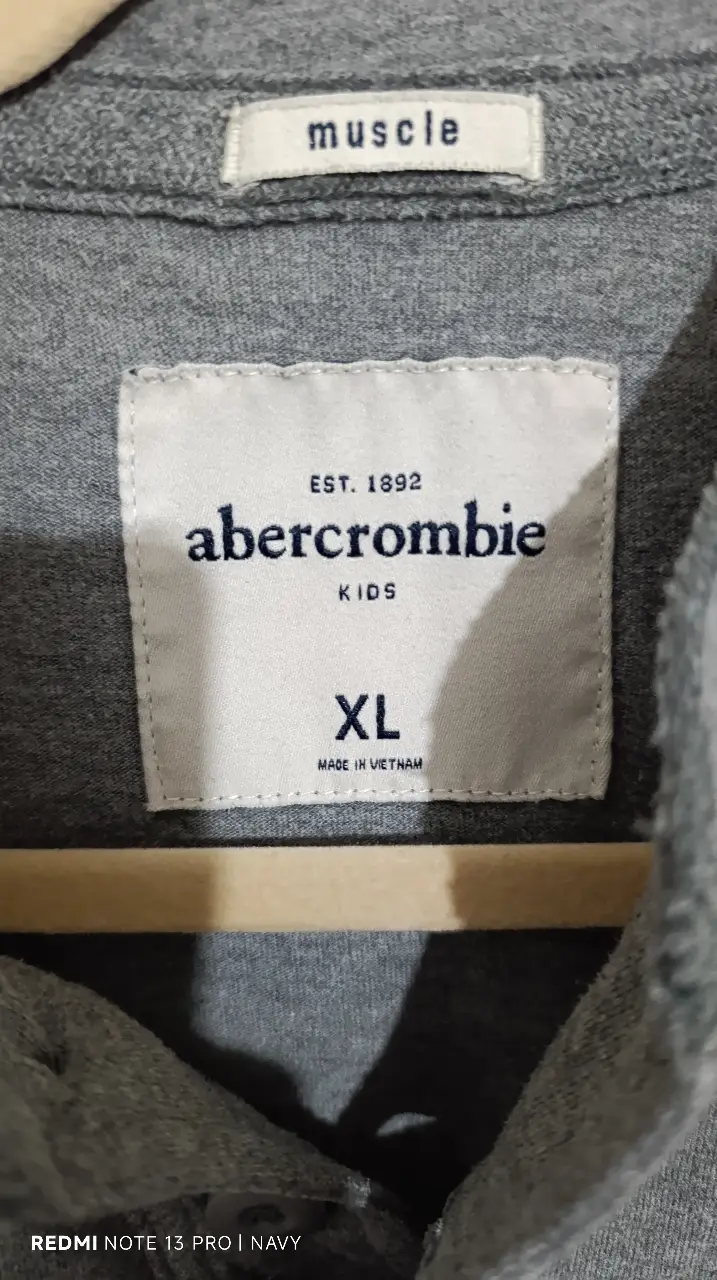 muscle
EST. 1892
abercrombie
KIDS
XL
MADE IN VIETNAM
REDMI NOTE 13 PRO | NAVY